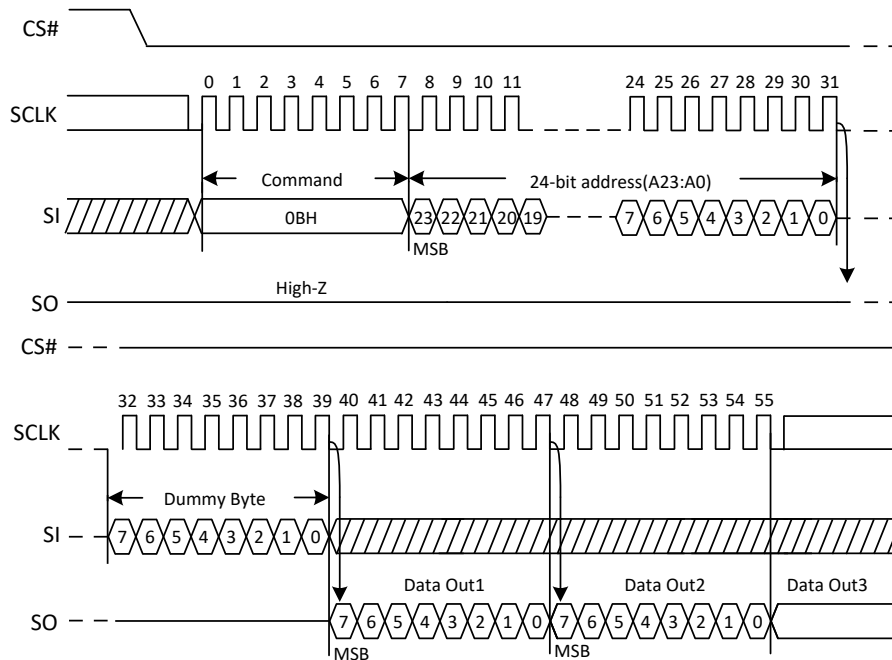 CS#
0 1 2 3 4 5 6 7 8 9 10 11 24 25 26 27 28 29 30 31
SCLK
Command 24-bit address(A23:A0)
SI 0BH 23 22 21 20 19 7 6 5 4 3 2 1 0
MSB
High-Z
SO
CS#
32 33 34 35 36 37 38 39 40 41 42 43 44 45 46 47 48 49 50 51 52 53 54 55
SCLK
Dummy Byte
SI 7 6 5 4 3 2 1 0
Data Out1 Data Out2 Data Out3
SO 7 6 5 4 3 2 1 0 7 6 5 4 3 2 1 0
MSB MSB